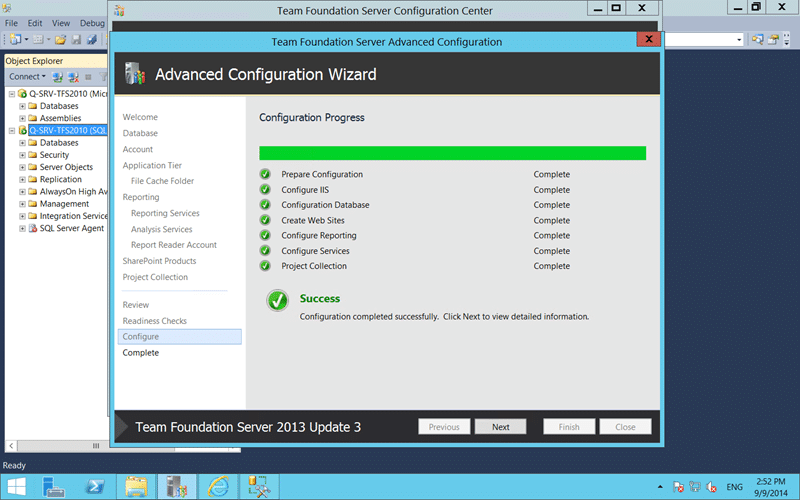 Team Foundation Server Configuration Center
File Edit View Debug
Team Foundation Server Advanced Configuration
Advanced Configuration Wizard
Object Explorer
Connect
Q-SRV-TFS2010 (Mic
Databases
Assemblies
Q-SRV-TFS2010 (SQL
Databases
Security
Server Objects
Replication
AlwaysOn High Av
Management
Integration Service
SQL Server Agent
Welcome
Database
Account
Application Tier
File Cache Folder
Reporting
Reporting Services
Analysis Services
Report Reader Account
SharePoint Products
Project Collection
Review
Readiness Checks
Configure
Complete
Configuration Progress
Prepare Configuration Complete
Configure IIS Complete
Configuration Database Complete
Create Web Sites Complete
Configure Reporting Complete
Configure Services Complete
Project Collection Complete
Success
Configuration completed successfully. Click Next to view detailed information.
Team Foundation Server 2013 Update 3
Previous Next Finish Close
Ready
ENG
2:52 PM
9/9/2014